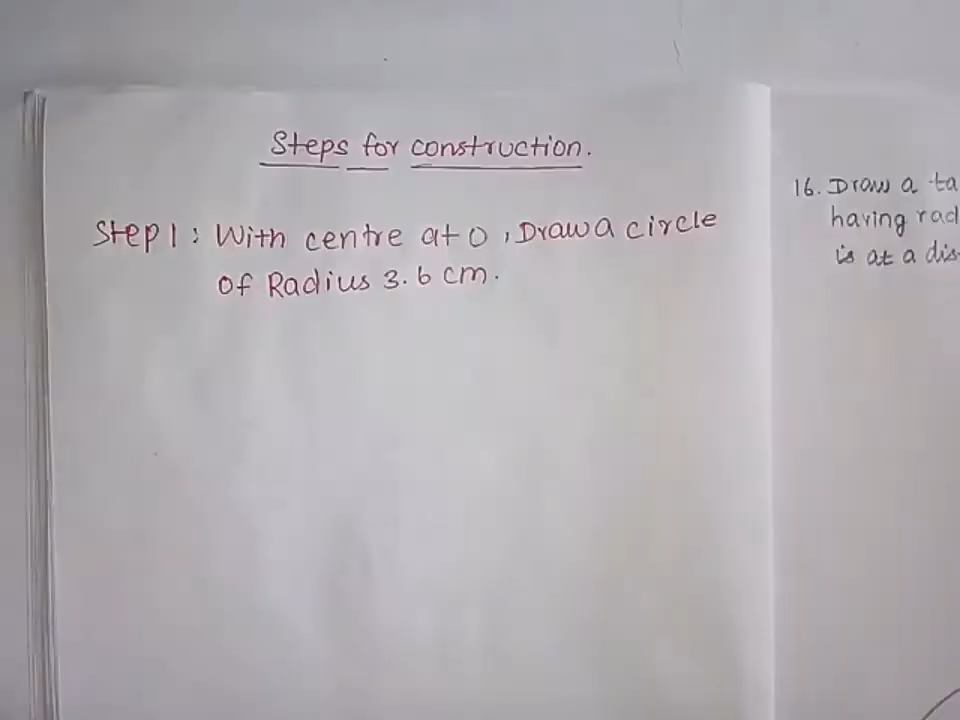 Steps for construction.
Step 1 : With centre at O , Draw a circle
of Radius 3.6 cm.
16. Draw a ta
having rad
is at a dis